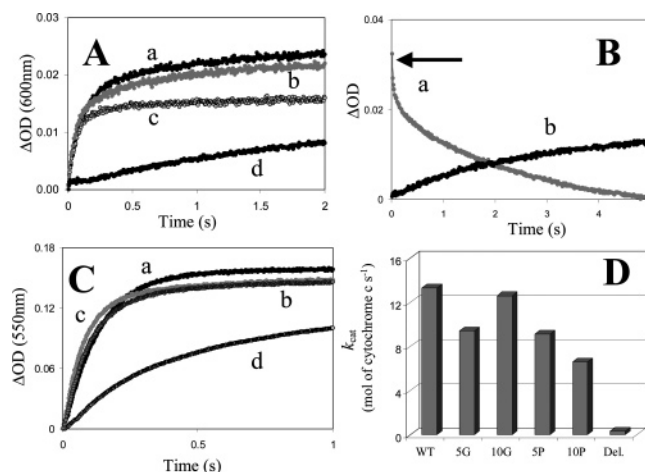 A
0.03
0.02
0.01
0.00
ΔOD (600nm)
a
b
c
d
0
0.5
1
1.5
2
Time (s)
B
0.04
0.02
0.00
ΔOD
a
b
0
1
2
3
4
Time (s)
C
0.18
0.12
0.06
0
ΔOD (550nm)
a
c
b
d
0
0.5
1
Time (s)
D
16
12
8
4
0
kcat
(mol of cytochrome c s⁻¹)
WT 5G 10G 5P 10P Del.